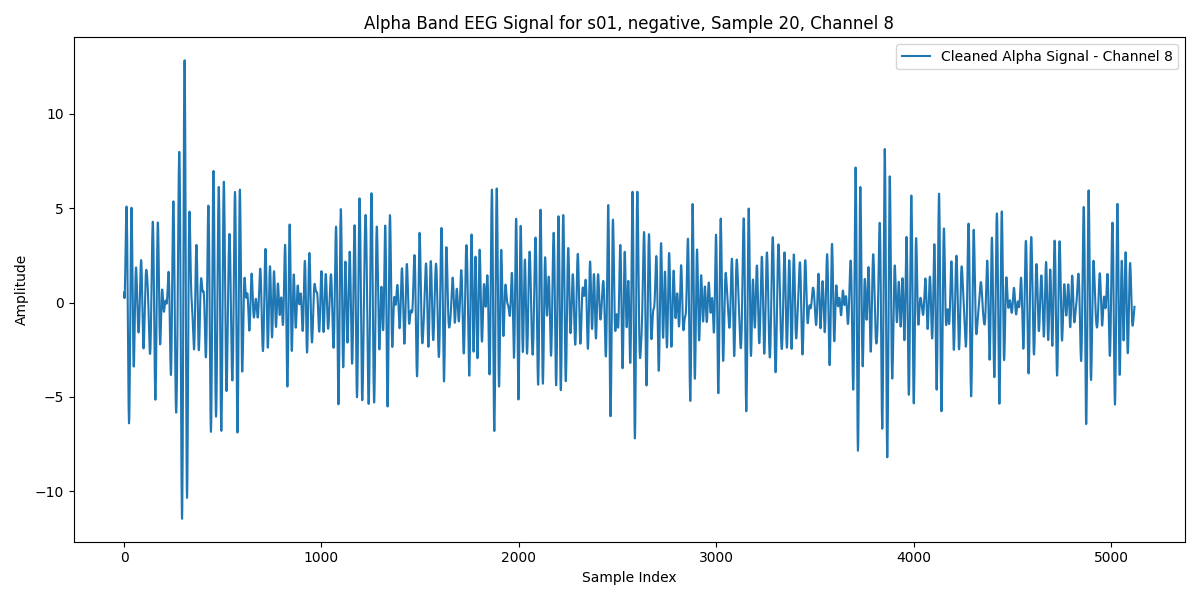 Alpha Band EEG Signal for s01, negative, Sample 20, Channel 8
Cleaned Alpha Signal - Channel 8
Amplitude
10
5
0
−5
−10
0 1000 2000 3000 4000 5000
Sample Index